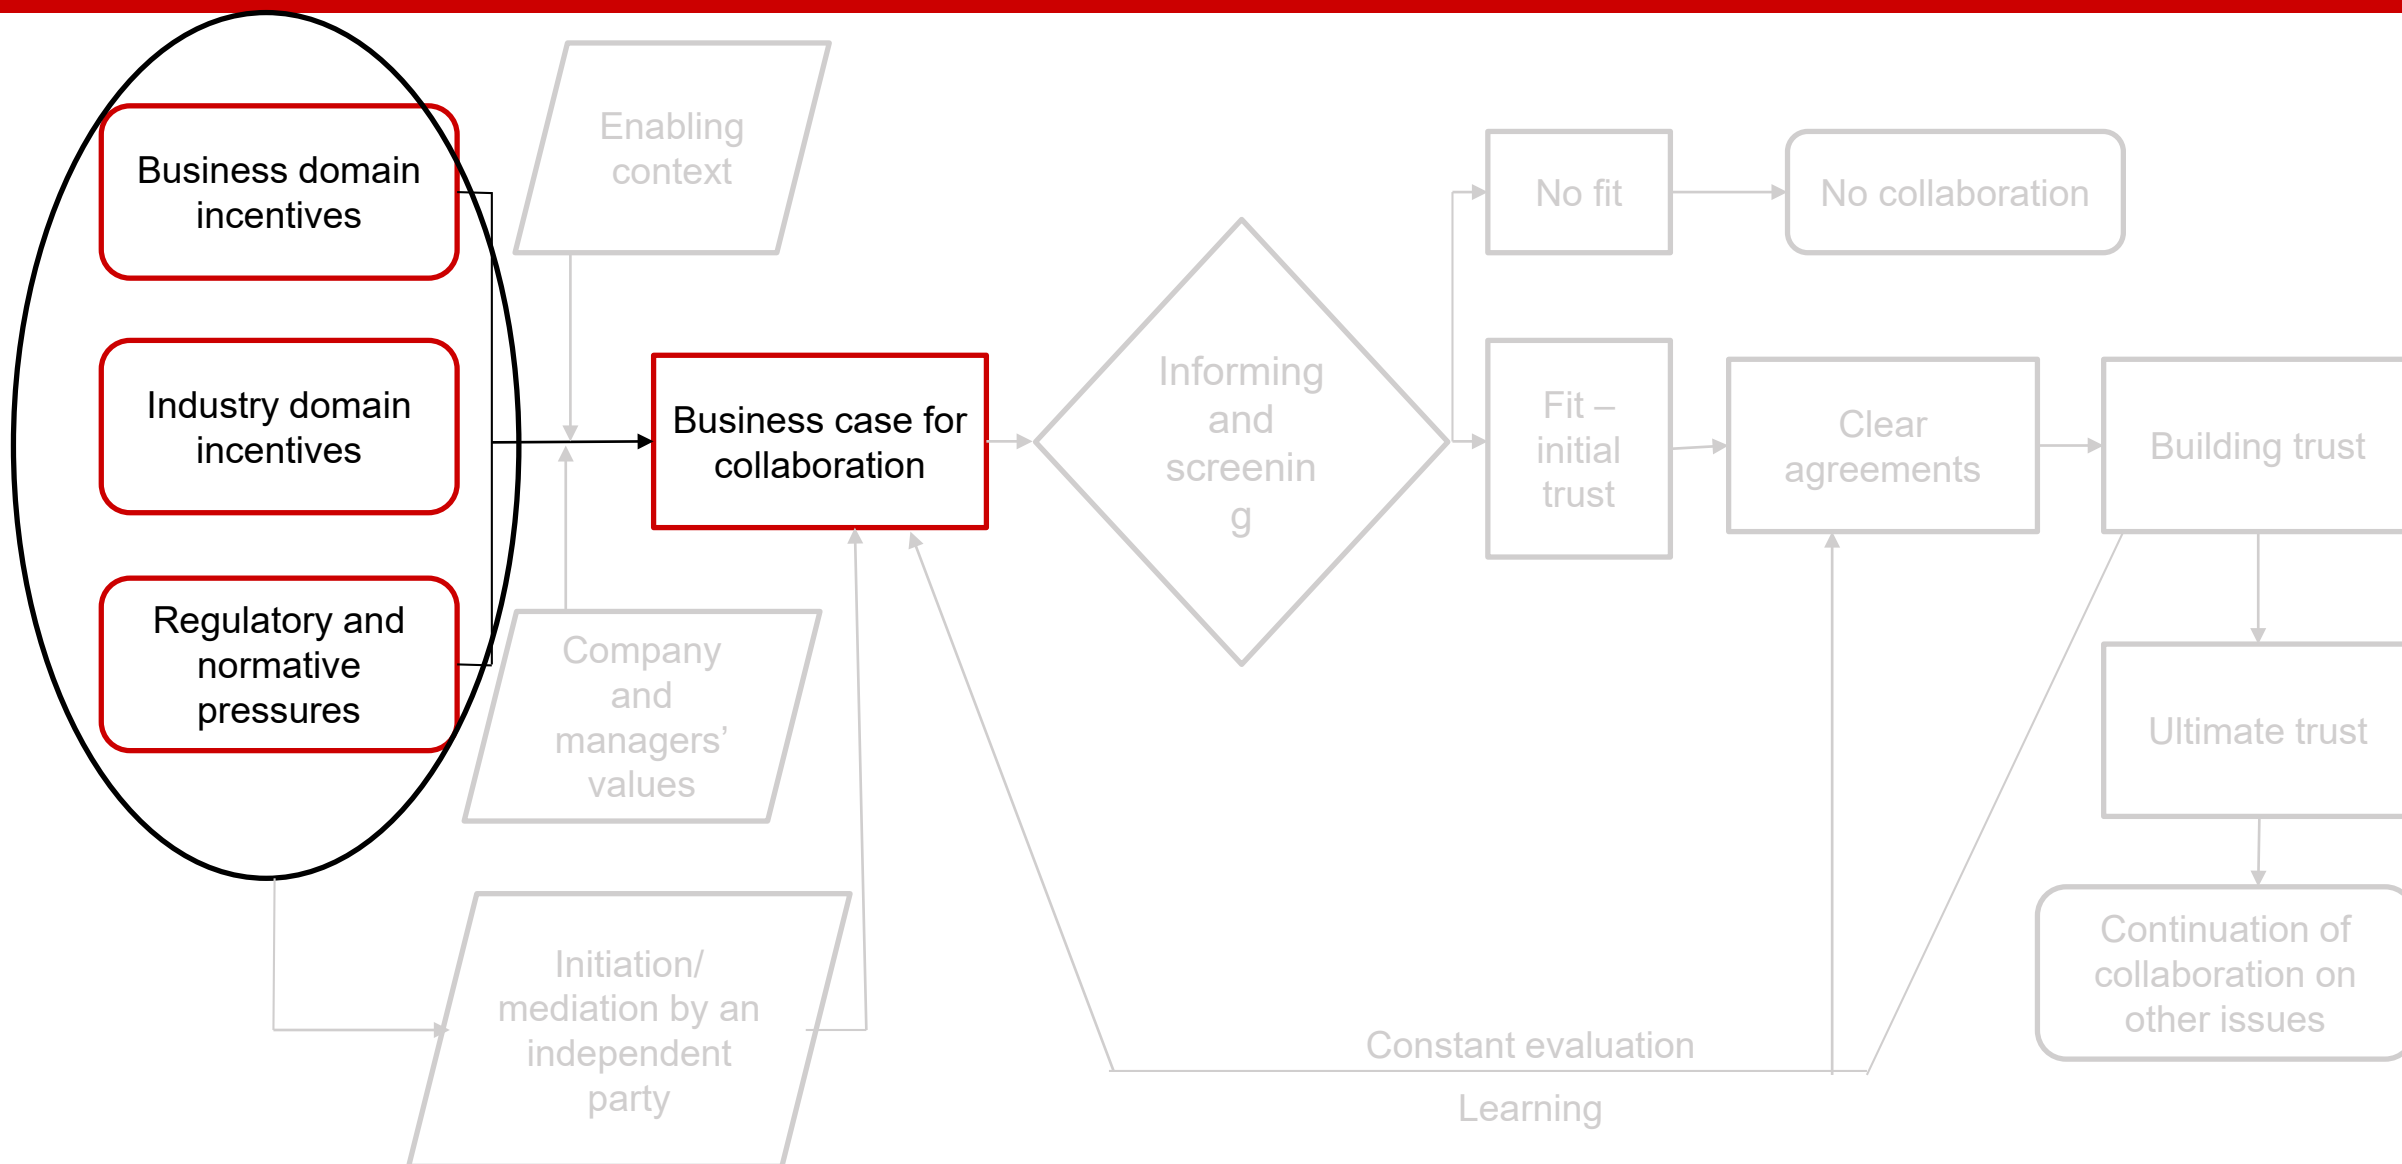 Business domain
incentives
Industry domain
incentives
Regulatory and
normative
pressures
Enabling
context
Company
and
managers’
values
Initiation/
mediation by an
independent
party
Business case for
collaboration
Informing
and
screenin
g
No fit
No collaboration
Fit –
initial
trust
Clear
agreements
Building trust
Ultimate trust
Continuation of
collaboration on
other issues
Constant evaluation
Learning